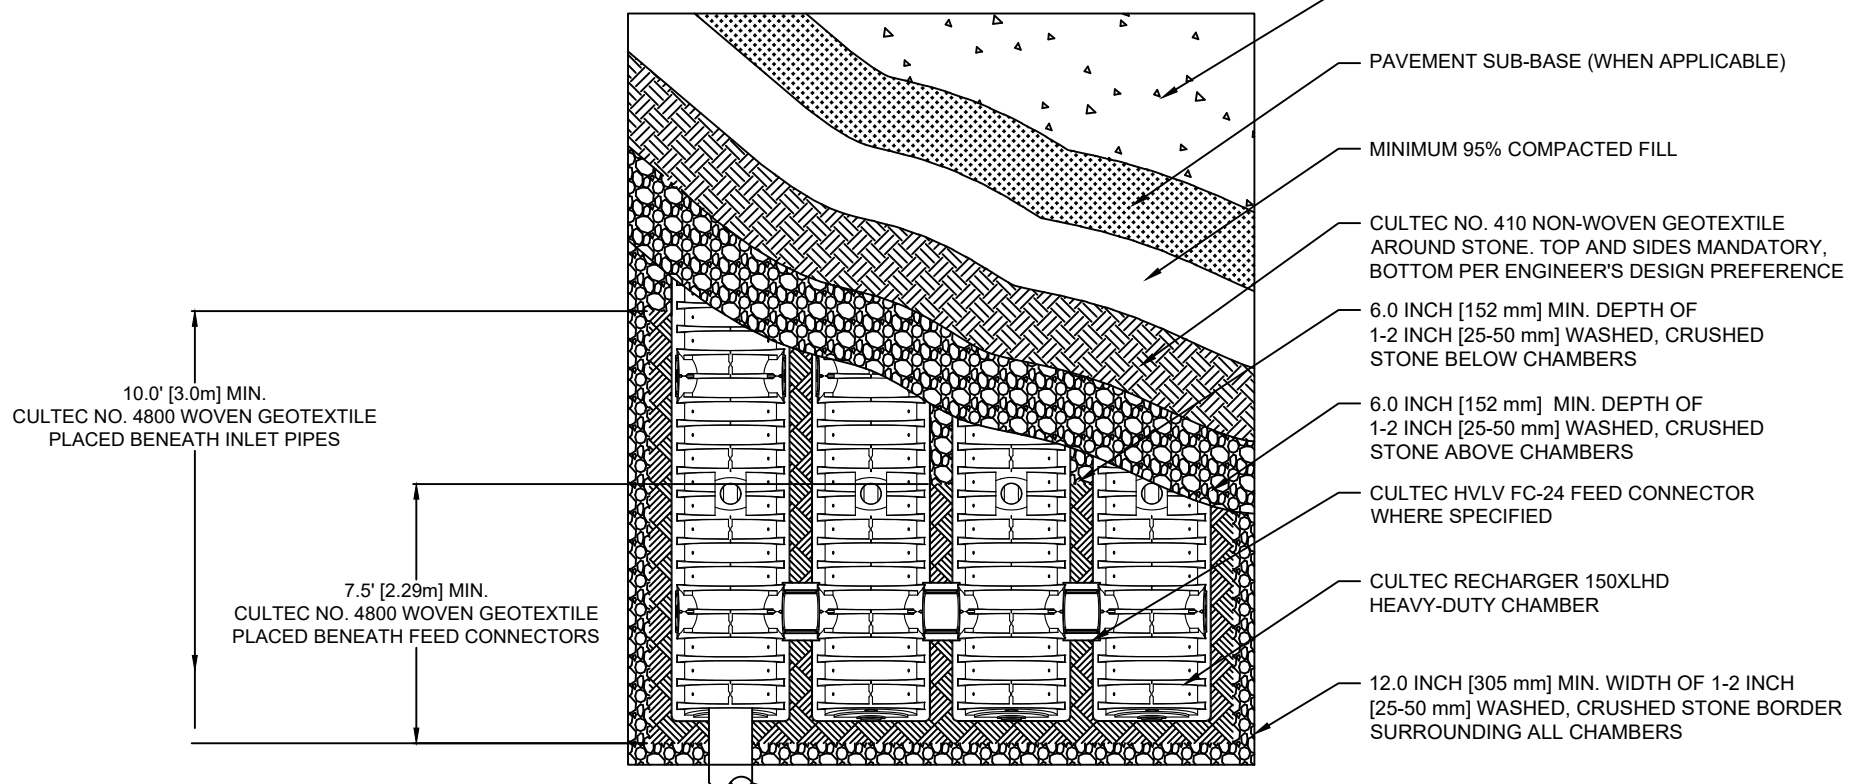 PAVEMENT SUB-BASE (WHEN APPLICABLE)
MINIMUM 95% COMPACTED FILL
CULTEC NO. 410 NON-WOVEN GEOTEXTILE
AROUND STONE. TOP AND SIDES MANDATORY,
BOTTOM PER ENGINEER'S DESIGN PREFERENCE
6.0 INCH [152 mm] MIN. DEPTH OF
1-2 INCH [25-50 mm] WASHED, CRUSHED
STONE BELOW CHAMBERS
6.0 INCH [152 mm] MIN. DEPTH OF
1-2 INCH [25-50 mm] WASHED, CRUSHED
STONE ABOVE CHAMBERS
CULTEC HVLV FC-24 FEED CONNECTOR
WHERE SPECIFIED
CULTEC RECHARGER 150XLHD
HEAVY-DUTY CHAMBER
12.0 INCH [305 mm] MIN. WIDTH OF 1-2 INCH
[25-50 mm] WASHED, CRUSHED STONE BORDER
SURROUNDING ALL CHAMBERS
10.0' [3.0m] MIN.
CULTEC NO. 4800 WOVEN GEOTEXTILE
PLACED BENEATH INLET PIPES
7.5' [2.29m] MIN.
CULTEC NO. 4800 WOVEN GEOTEXTILE
PLACED BENEATH FEED CONNECTORS